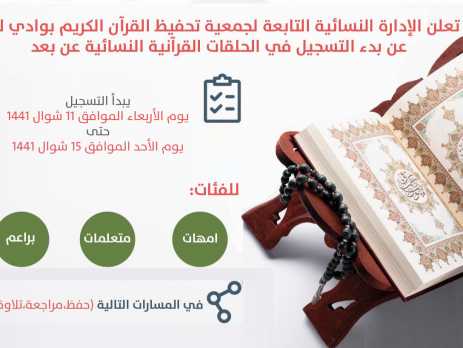 تعلن الإدارة النسائية التابعة لجمعية تحفيظ القرآن الكريم بوادي
عن بدء التسجيل في الحلقات القرآنية النسائية عن بعد
يبدأ التسجيل
يوم الأربعاء الموافق 11 شوال 1441
حتى
يوم الأحد الموافق 15 شوال 1441
للفئات:
امهات
متعلمات
براعم
في المسارات التالية (حفظ،مراجعة،تلاوة